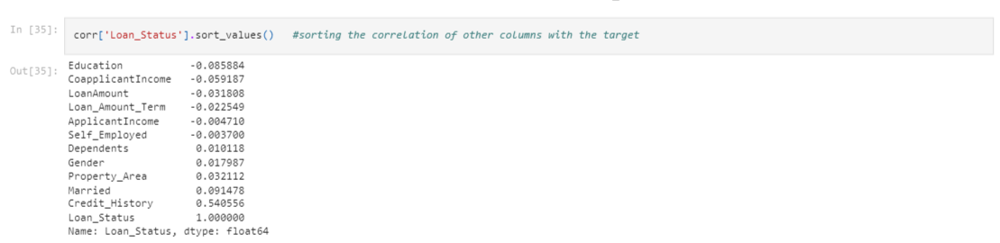 In [35]: corr['Loan_Status'].sort_values() #sorting the correlation of other columns with the target
Out[35]: Education -0.085884
CoapplicantIncome -0.059187
LoanAmount -0.031808
Loan_Amount_Term -0.022549
ApplicantIncome -0.004710
Self_Employed -0.003700
Dependents 0.010118
Gender 0.017987
Property_Area 0.032112
Married 0.091478
Credit_History 0.540556
Loan_Status 1.000000
Name: Loan_Status, dtype: float64